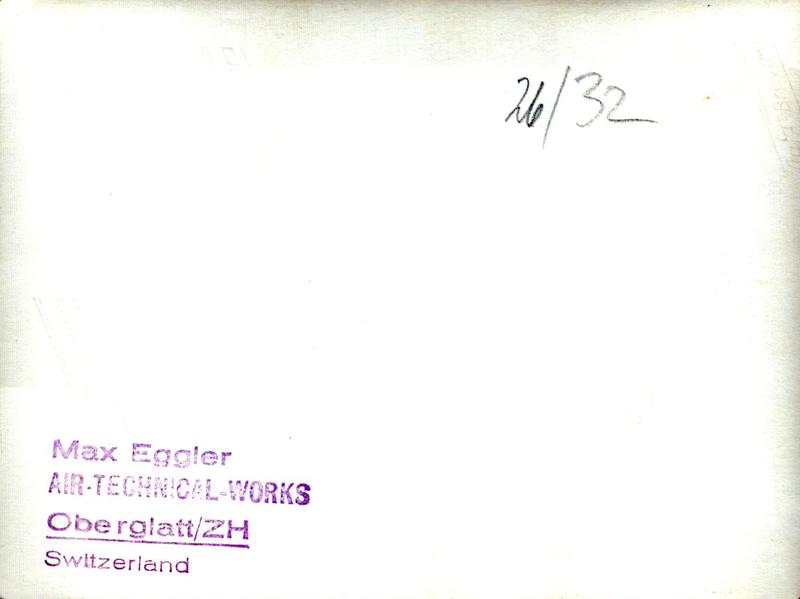 26/32
Max Eggler
AIR-TECHNICAL-WORKS
Oberglatt/ZH
Switzerland